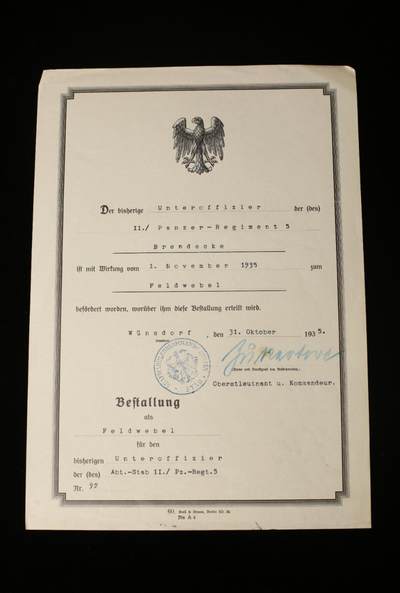 Der bisherige Unteroffizier der (des)
II./ Panzer-Regiment 5
Brendecke
ist mit Wirkung vom 1. November 1935 zum
Feldwebel
befördert worden, worüber ihm diese Bestallung erteilt wird.
Wünsdorf, den 31. Oktober 1935.
Oberstleutnant u. Kommandeur.
Bestallung
als
Feldwebel
für den
bisherigen Unteroffizier
der (des) Abt.-Stab II./ Pz.-Regt.5
Nr. 95